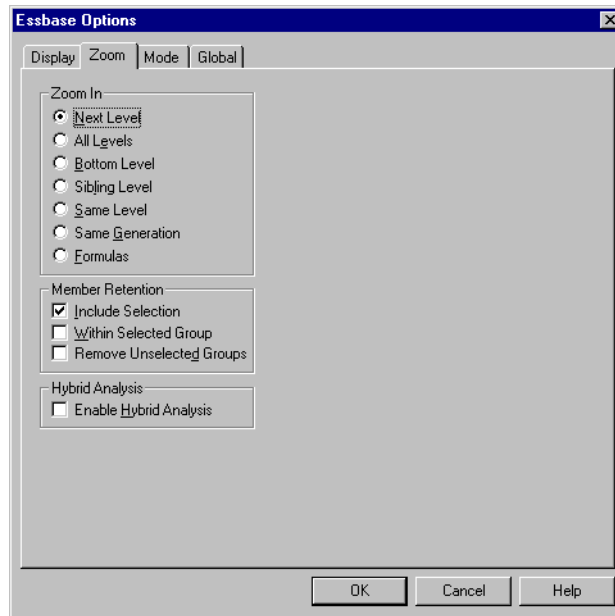 Essbase Options
Display Zoom Mode Global
Zoom In
Next Level
All Levels
Bottom Level
Sibling Level
Same Level
Same Generation
Formulas
Member Retention
Include Selection
Within Selected Group
Remove Unselected Groups
Hybrid Analysis
Enable Hybrid Analysis
OK Cancel Help